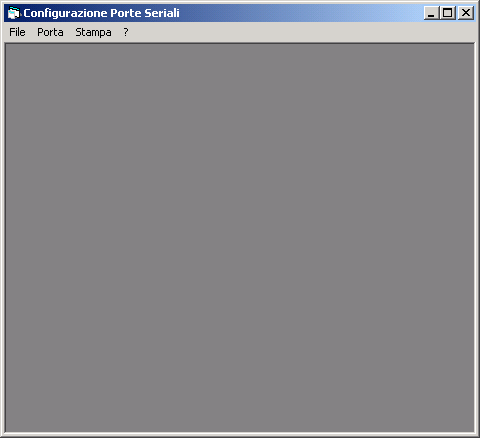 Configurazione Porte Seriali
File Porta Stampa ?